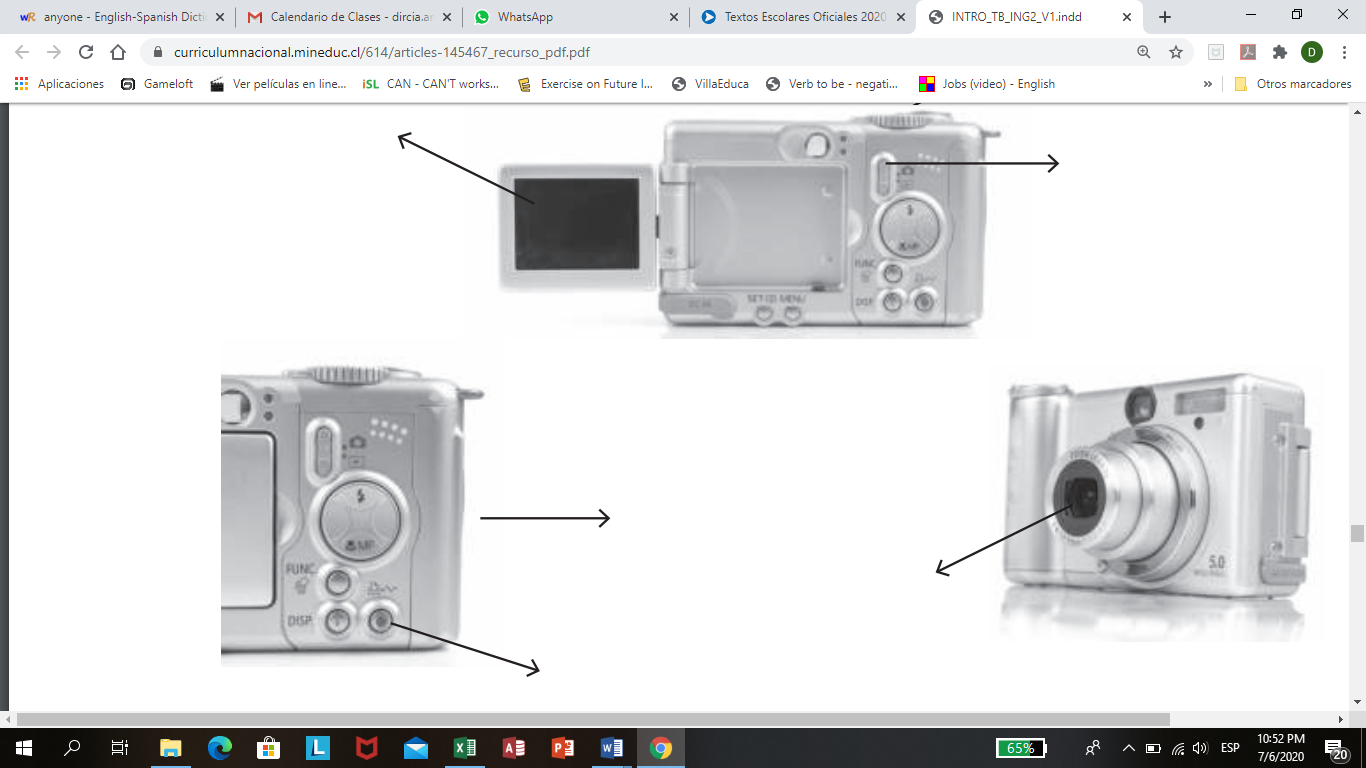 anyone - English-Spanish Dicti
Calendario de Clases - dircia.ar
WhatsApp
Textos Escolares Oficiales 2020
INTRO_TB_ING2_V1.indd
curriculumnacional.mineduc.cl/614/articles-145467_recurso_pdf.pdf
D
Aplicaciones
Gameloft
Ver películas en line...
iSL CAN - CAN'T works...
Exercise on Future I...
VillaEduca
Verb to be - negati...
Jobs (video) - English
»
Otros marcadores
FUNC.
DISP.
SET MENU
MF
FUNC.
DISP.
5.0
65%
ESP
10:52 PM
7/6/2020
20